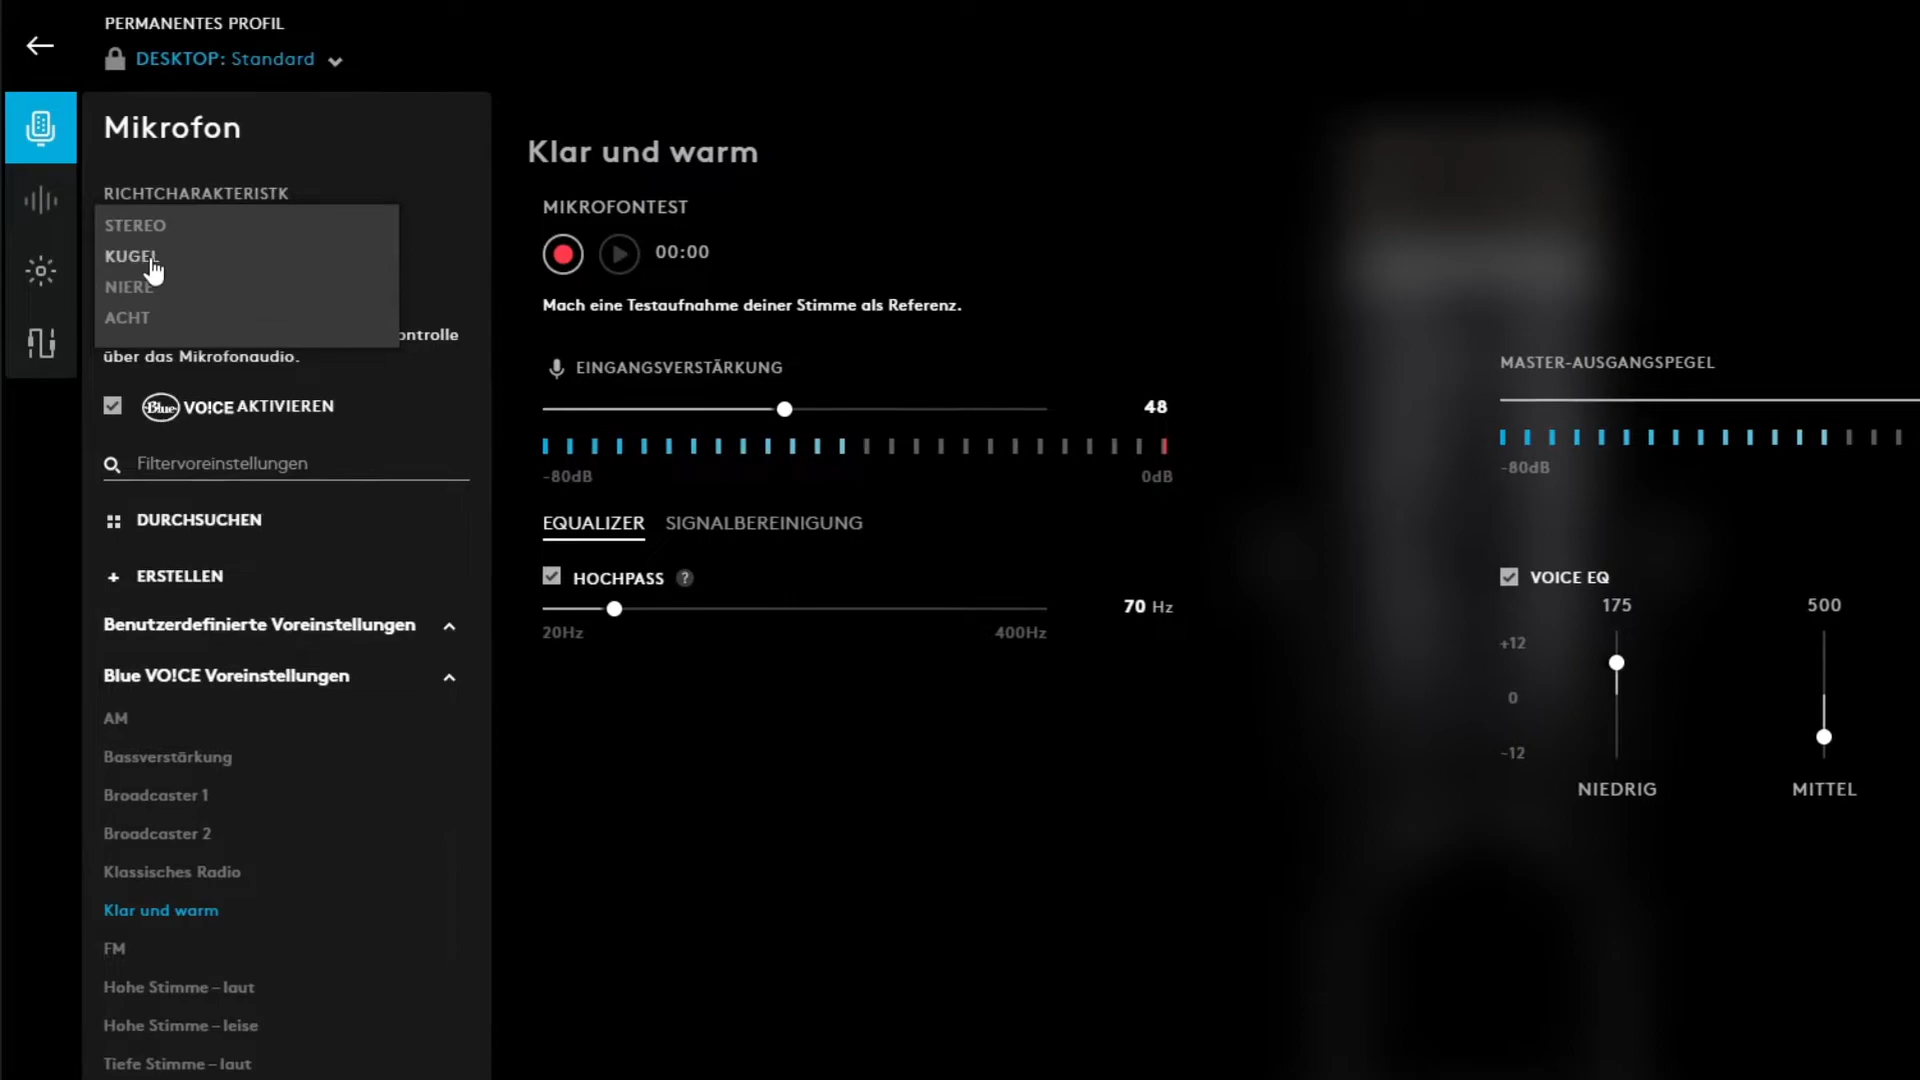 PERMANENTES PROFIL
DESKTOP: Standard
Mikrofon
RICHTCHARAKTERISTK
STEREO
KUGEL
NIERE
ACHT
ontrolle
über das Mikrofonaudio.
Blue VO!CE AKTIVIEREN
Filtervoreinstellungen
DURCHSUCHEN
+ ERSTELLEN
Benutzerdefinierte Voreinstellungen
Blue VO!CE Voreinstellungen
AM
Bassverstärkung
Broadcaster 1
Broadcaster 2
Klassisches Radio
Klar und warm
FM
Hohe Stimme – laut
Hohe Stimme – leise
Tiefe Stimme – laut
Klar und warm
MIKROFONTEST
00:00
Mach eine Testaufnahme deiner Stimme als Referenz.
EINGANGSVERSTÄRKUNG
48
-80dB 0dB
EQUALIZER SIGNALBEREINIGUNG
HOCHPASS ?
70 Hz
20Hz 400Hz
MASTER-AUSGANGSPEGEL
-80dB
VOICE EQ
175 500
+12
0
-12
NIEDRIG MITTEL